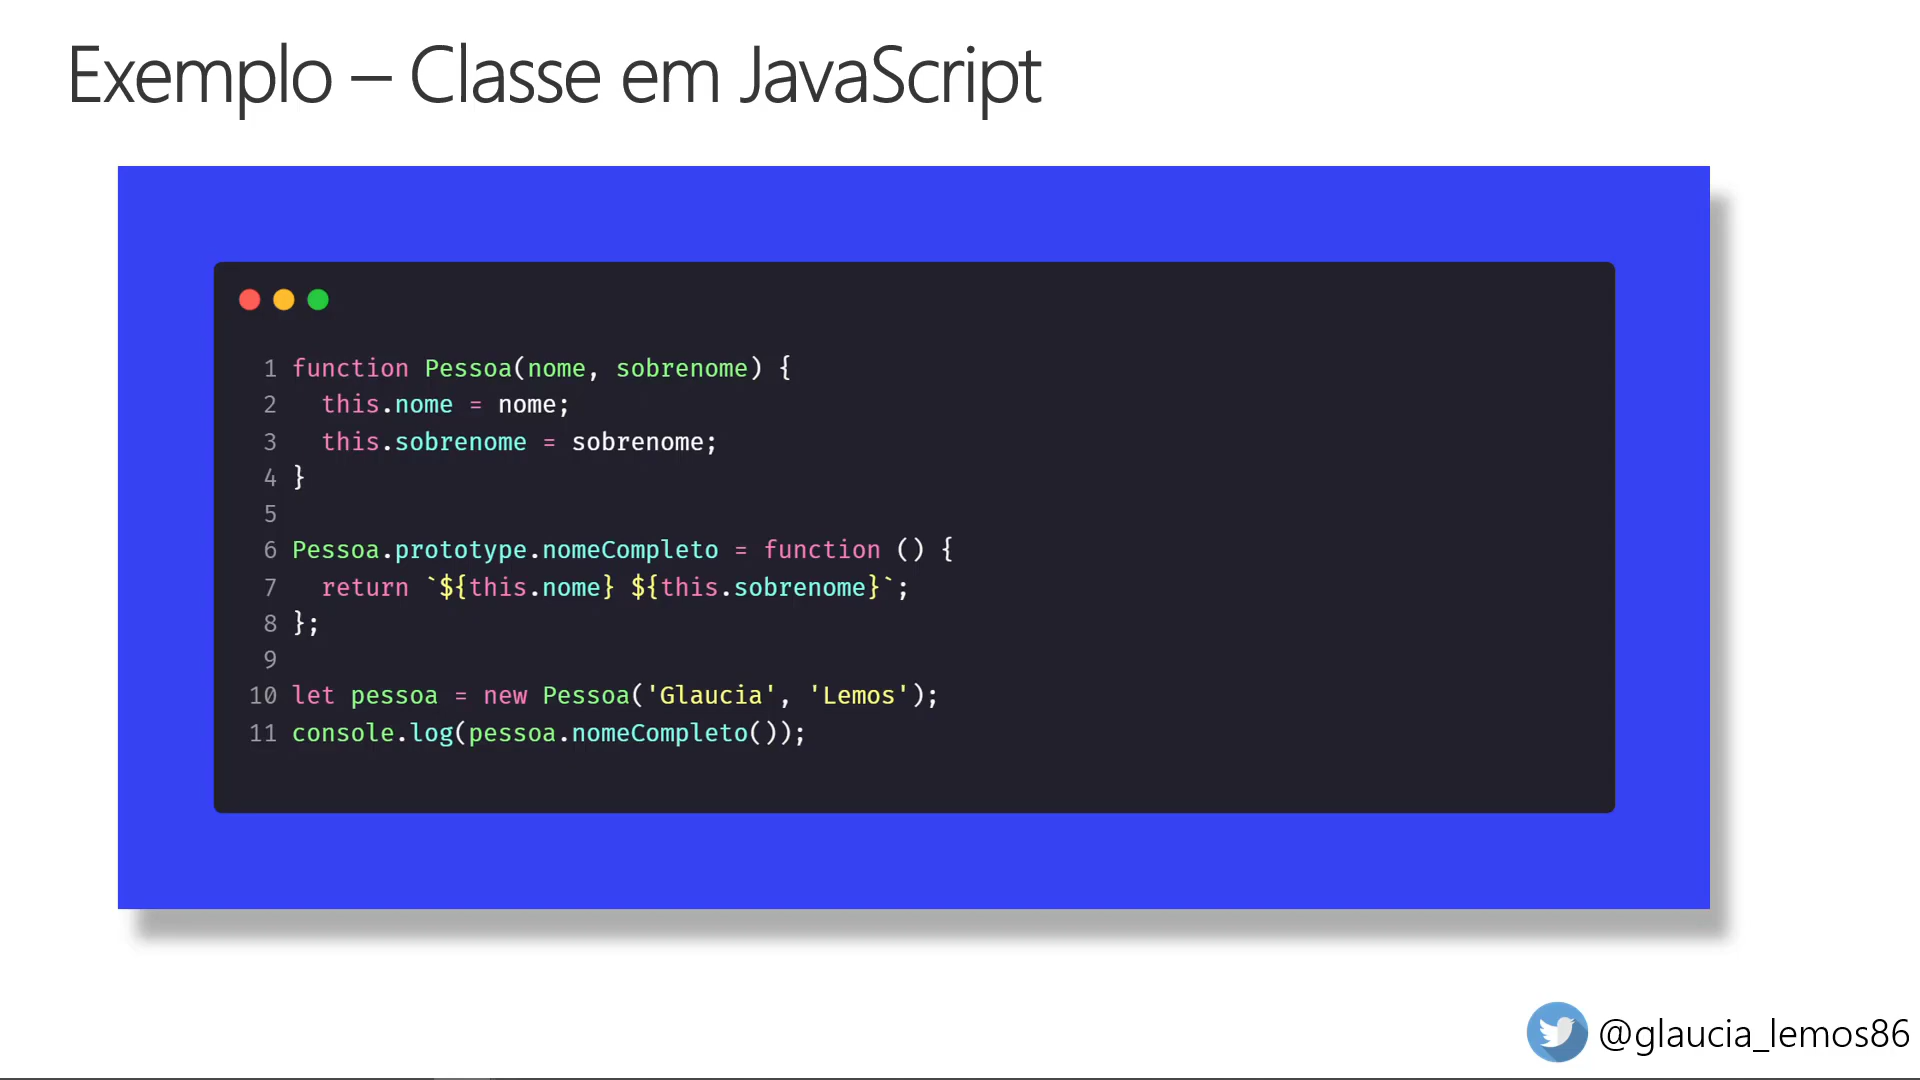 Exemplo – Classe em JavaScript
1 function Pessoa(nome, sobrenome) {
2   this.nome = nome;
3   this.sobrenome = sobrenome;
4 }
5
6 Pessoa.prototype.nomeCompleto = function () {
7   return `${this.nome} ${this.sobrenome}`;
8 };
9
10 let pessoa = new Pessoa('Glaucia', 'Lemos');
11 console.log(pessoa.nomeCompleto());
@glaucia_lemos86